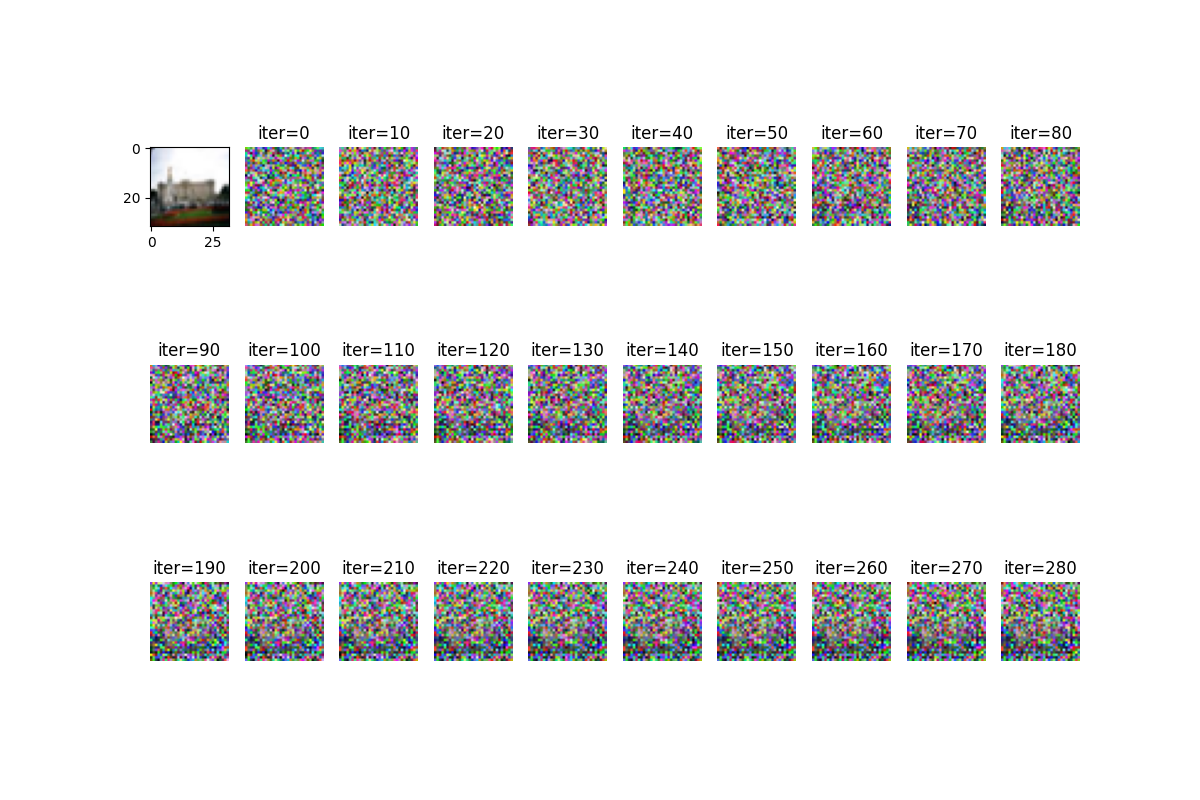 iter=0 iter=10 iter=20 iter=30 iter=40 iter=50 iter=60 iter=70 iter=80
0
20
0 25
iter=90 iter=100 iter=110 iter=120 iter=130 iter=140 iter=150 iter=160 iter=170 iter=180
iter=190 iter=200 iter=210 iter=220 iter=230 iter=240 iter=250 iter=260 iter=270 iter=280